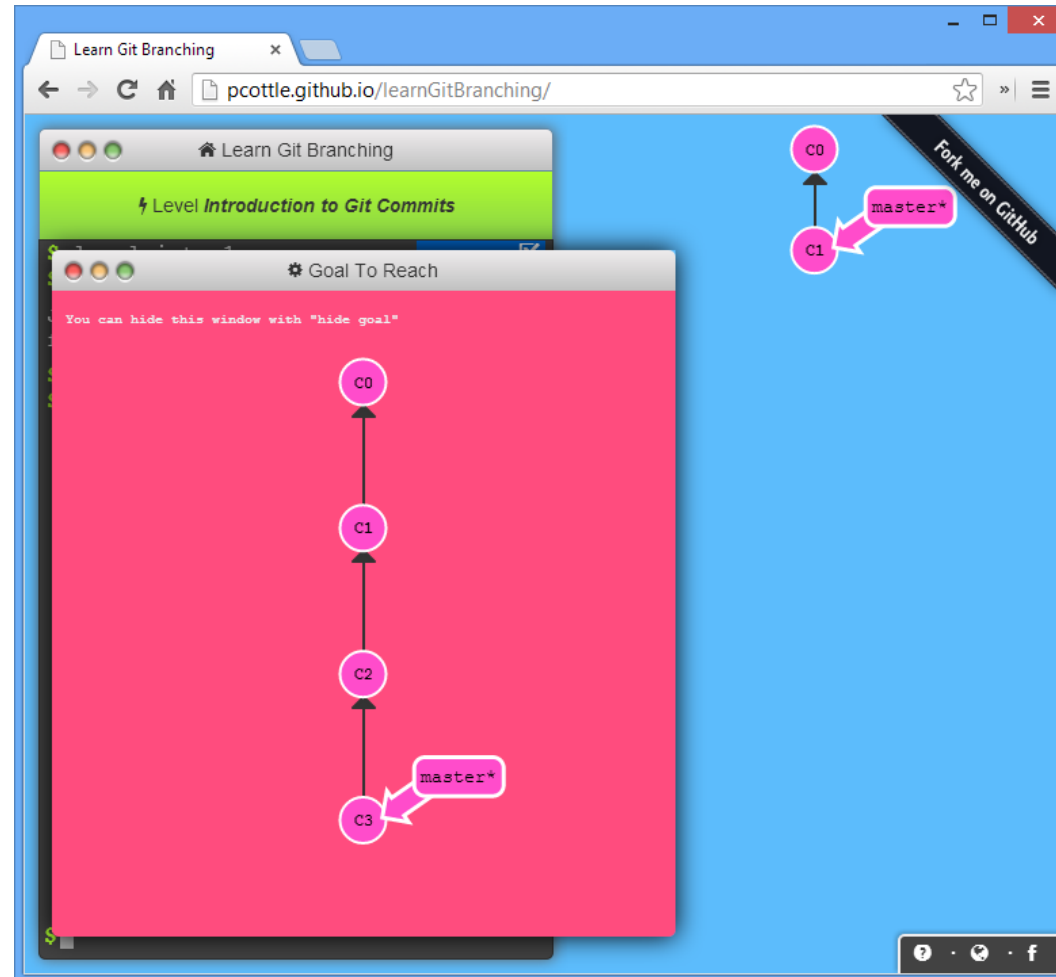 Learn Git Branching
pcottle.github.io/learnGitBranching/
Learn Git Branching
Level Introduction to Git Commits
$
Goal To Reach
You can hide this window with "hide goal"
C0
C1
C2
master*
C3
$
C0
master*
C1
Fork me on GitHub